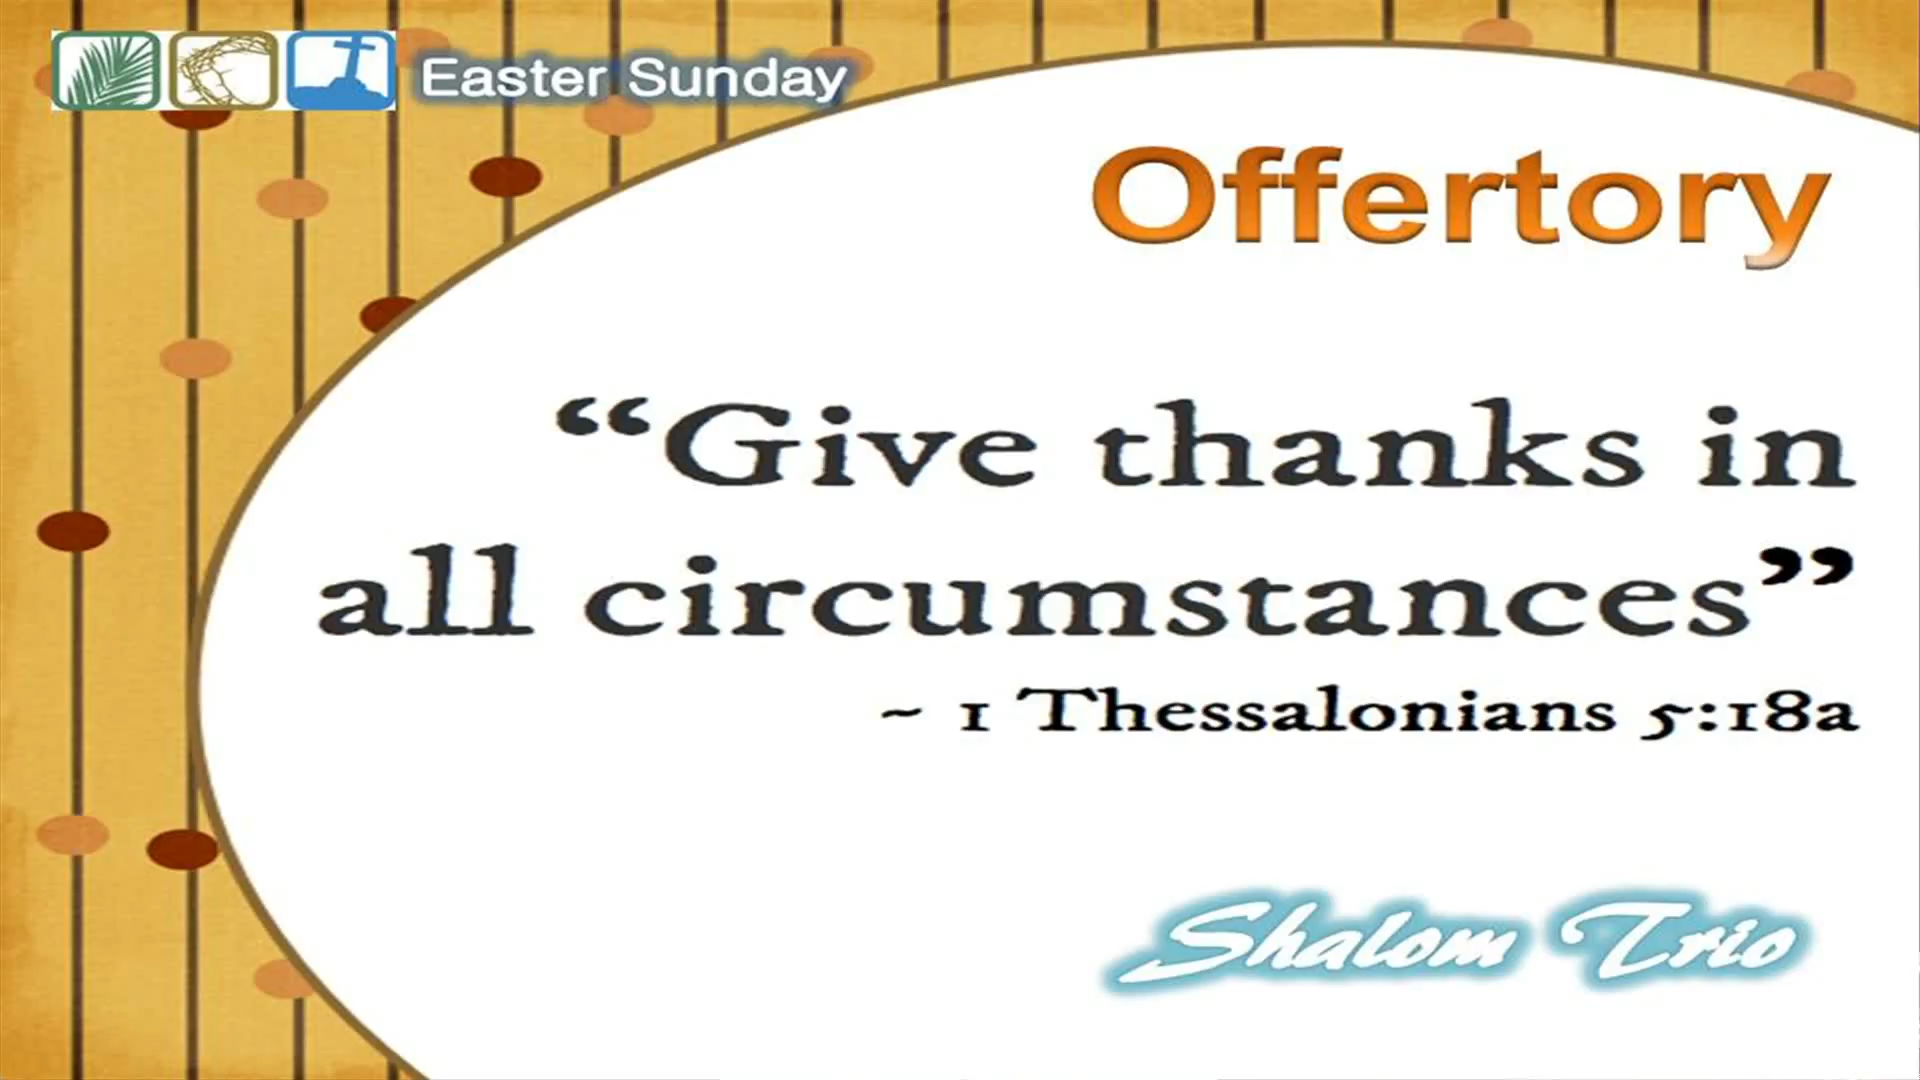 Easter Sunday
Offertory
“Give thanks in
all circumstances”
~ 1 Thessalonians 5:18a
Shalom Trio